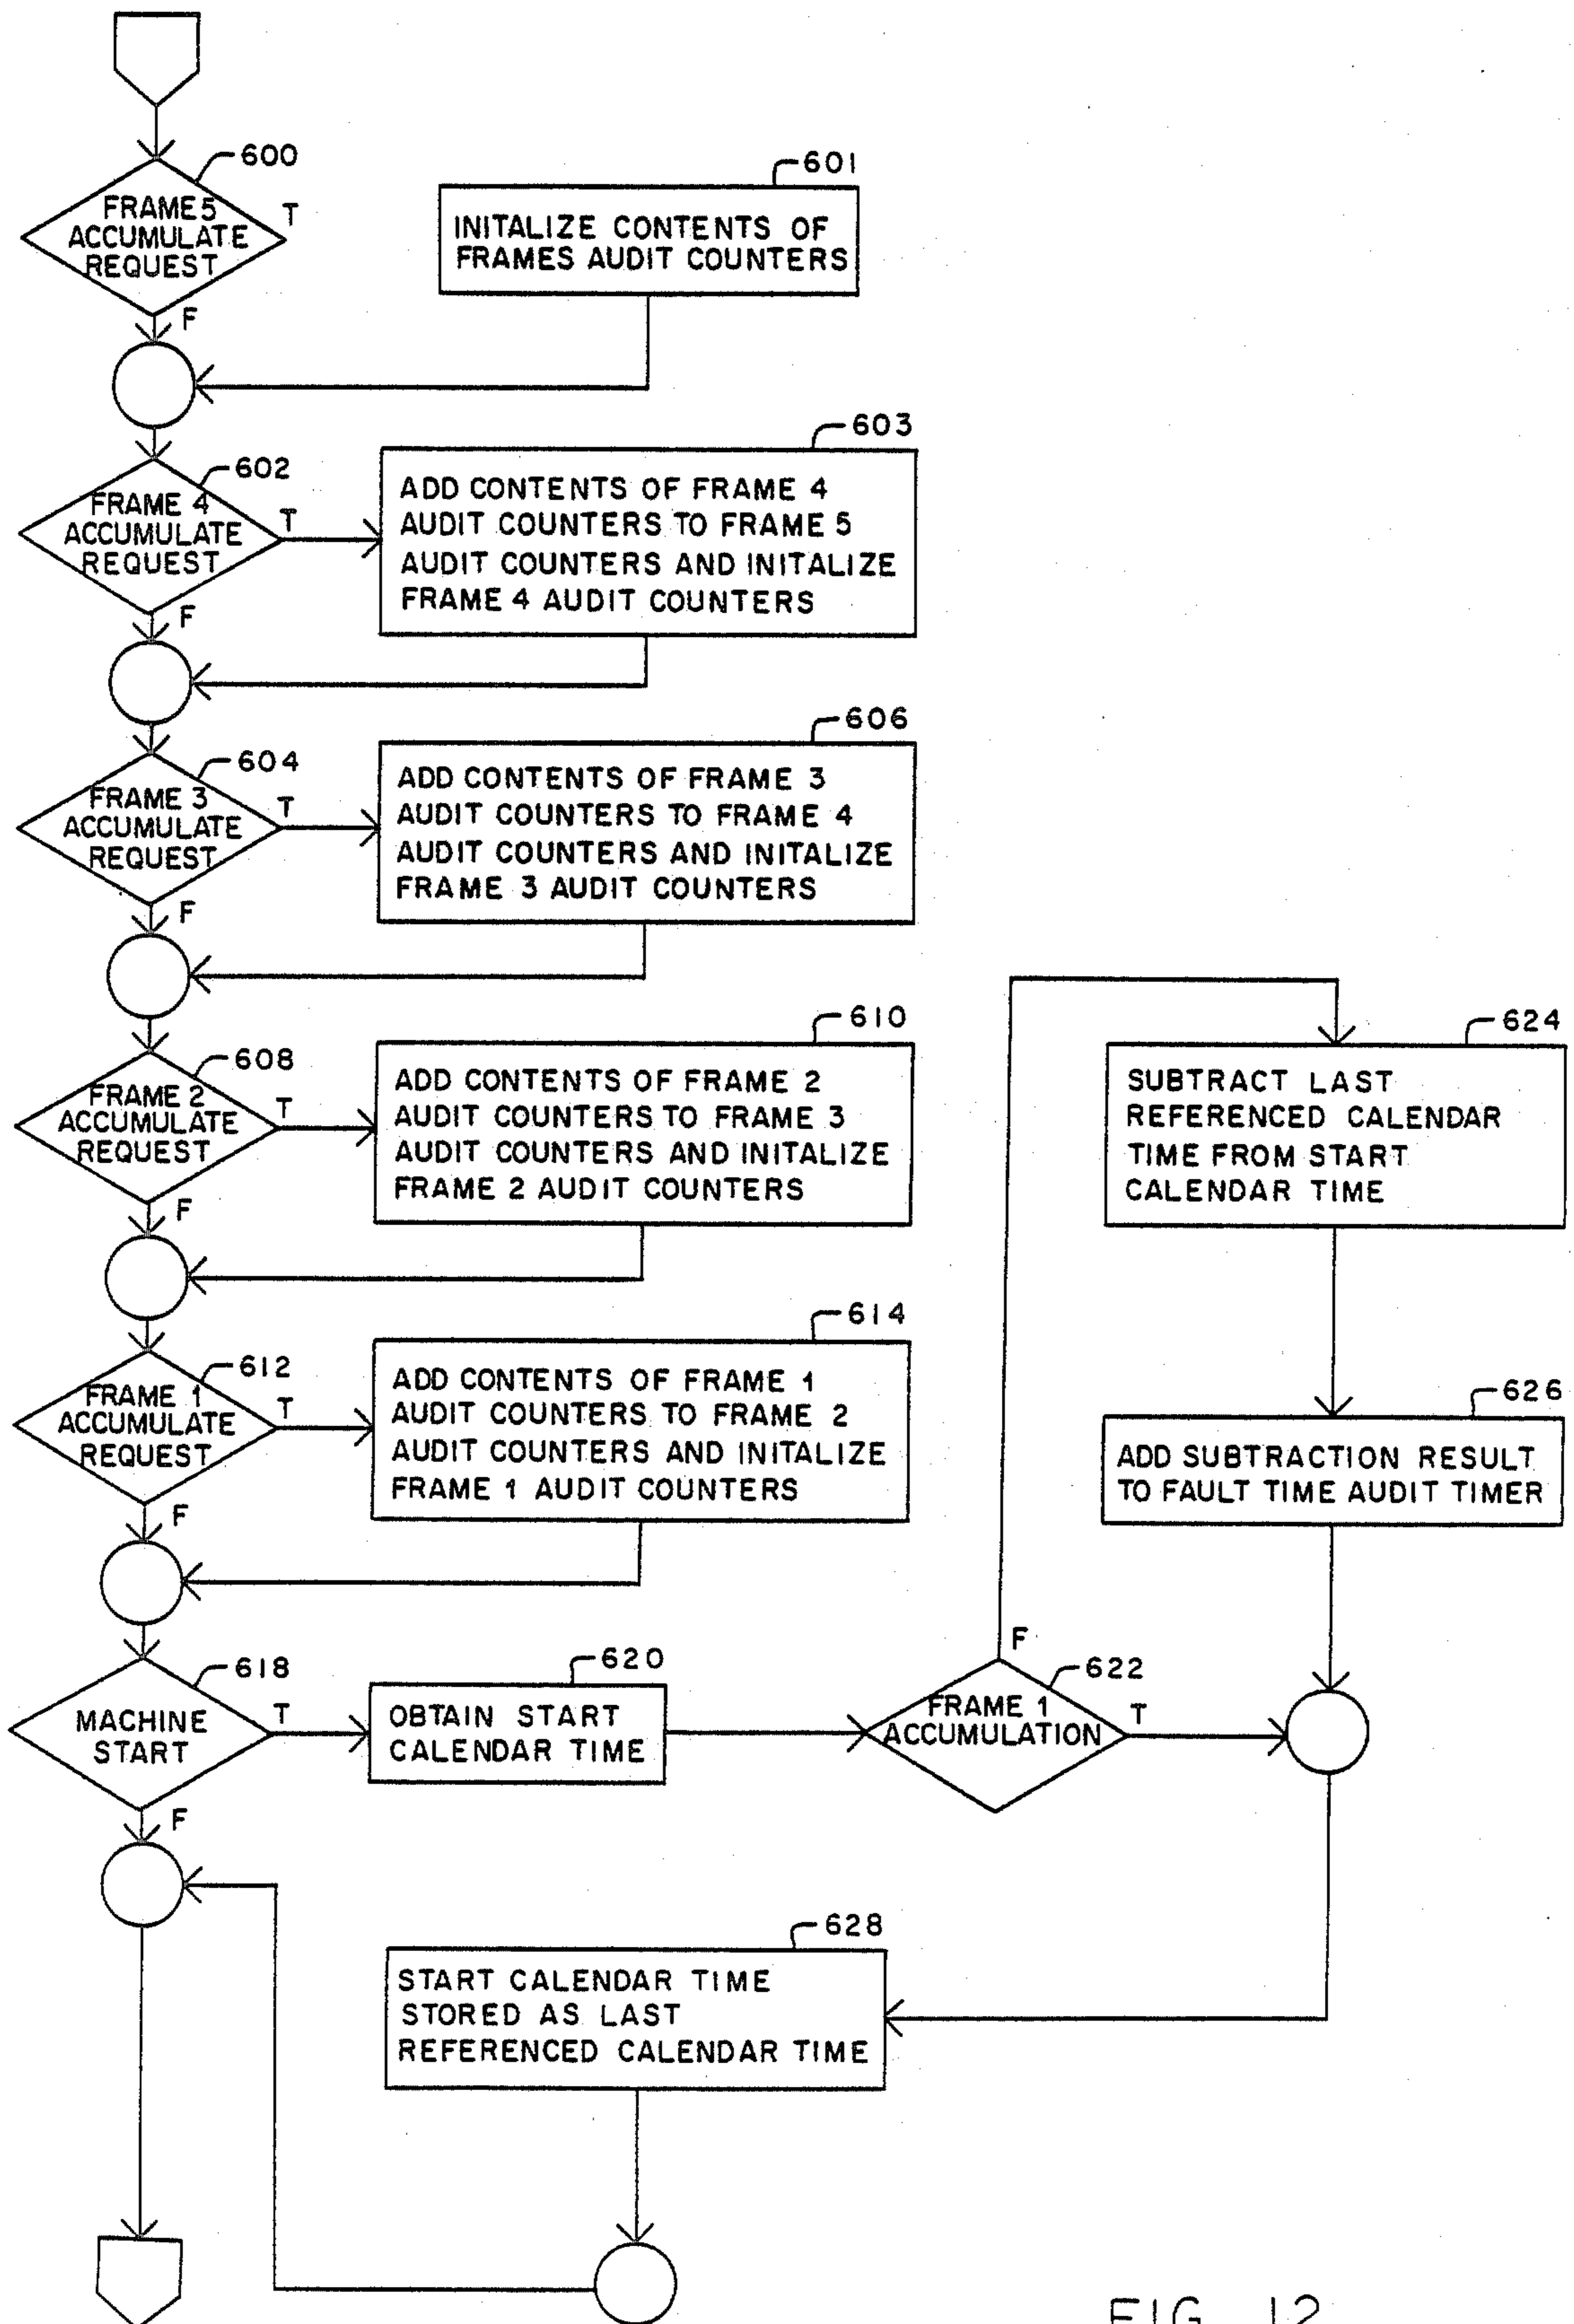 600
FRAME 5
ACCUMULATE
REQUEST
T
F
601
INITALIZE CONTENTS OF
FRAMES AUDIT COUNTERS
602
FRAME 4
ACCUMULATE
REQUEST
T
F
603
ADD CONTENTS OF FRAME 4
AUDIT COUNTERS TO FRAME 5
AUDIT COUNTERS AND INITALIZE
FRAME 4 AUDIT COUNTERS
604
FRAME 3
ACCUMULATE
REQUEST
T
F
606
ADD CONTENTS OF FRAME 3
AUDIT COUNTERS TO FRAME 4
AUDIT COUNTERS AND INITALIZE
FRAME 3 AUDIT COUNTERS
608
FRAME 2
ACCUMULATE
REQUEST
T
F
610
ADD CONTENTS OF FRAME 2
AUDIT COUNTERS TO FRAME 3
AUDIT COUNTERS AND INITALIZE
FRAME 2 AUDIT COUNTERS
612
FRAME 1
ACCUMULATE
REQUEST
T
F
614
ADD CONTENTS OF FRAME 1
AUDIT COUNTERS TO FRAME 2
AUDIT COUNTERS AND INITALIZE
FRAME 1 AUDIT COUNTERS
618
MACHINE
START
T
F
620
OBTAIN START
CALENDAR TIME
622
FRAME 1
ACCUMULATION
F
T
624
SUBTRACT LAST
REFERENCED CALENDAR
TIME FROM START
CALENDAR TIME
626
ADD SUBTRACTION RESULT
TO FAULT TIME AUDIT TIMER
628
START CALENDAR TIME
STORED AS LAST
REFERENCED CALENDAR TIME
FIG. 12